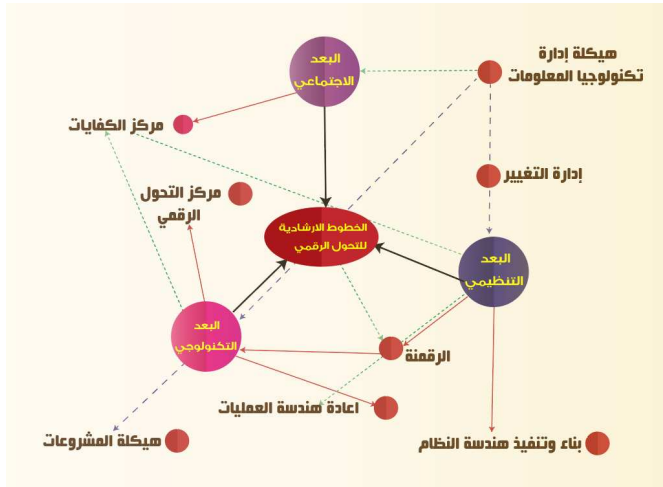 هيكلة إدارة
تكنولوجيا المعلومات
البعد
الاجتماعي
مركز الكفايات
إدارة التغيير
مركز التحول
الرقمي
الخطوط الارشادية
للتحول الرقمي
البعد
التنظيمي
البعد
التكنولوجي
الرقمنة
اعادة هندسة العمليات
هيكلة المشروعات
بناء وتنفيذ هندسة النظام